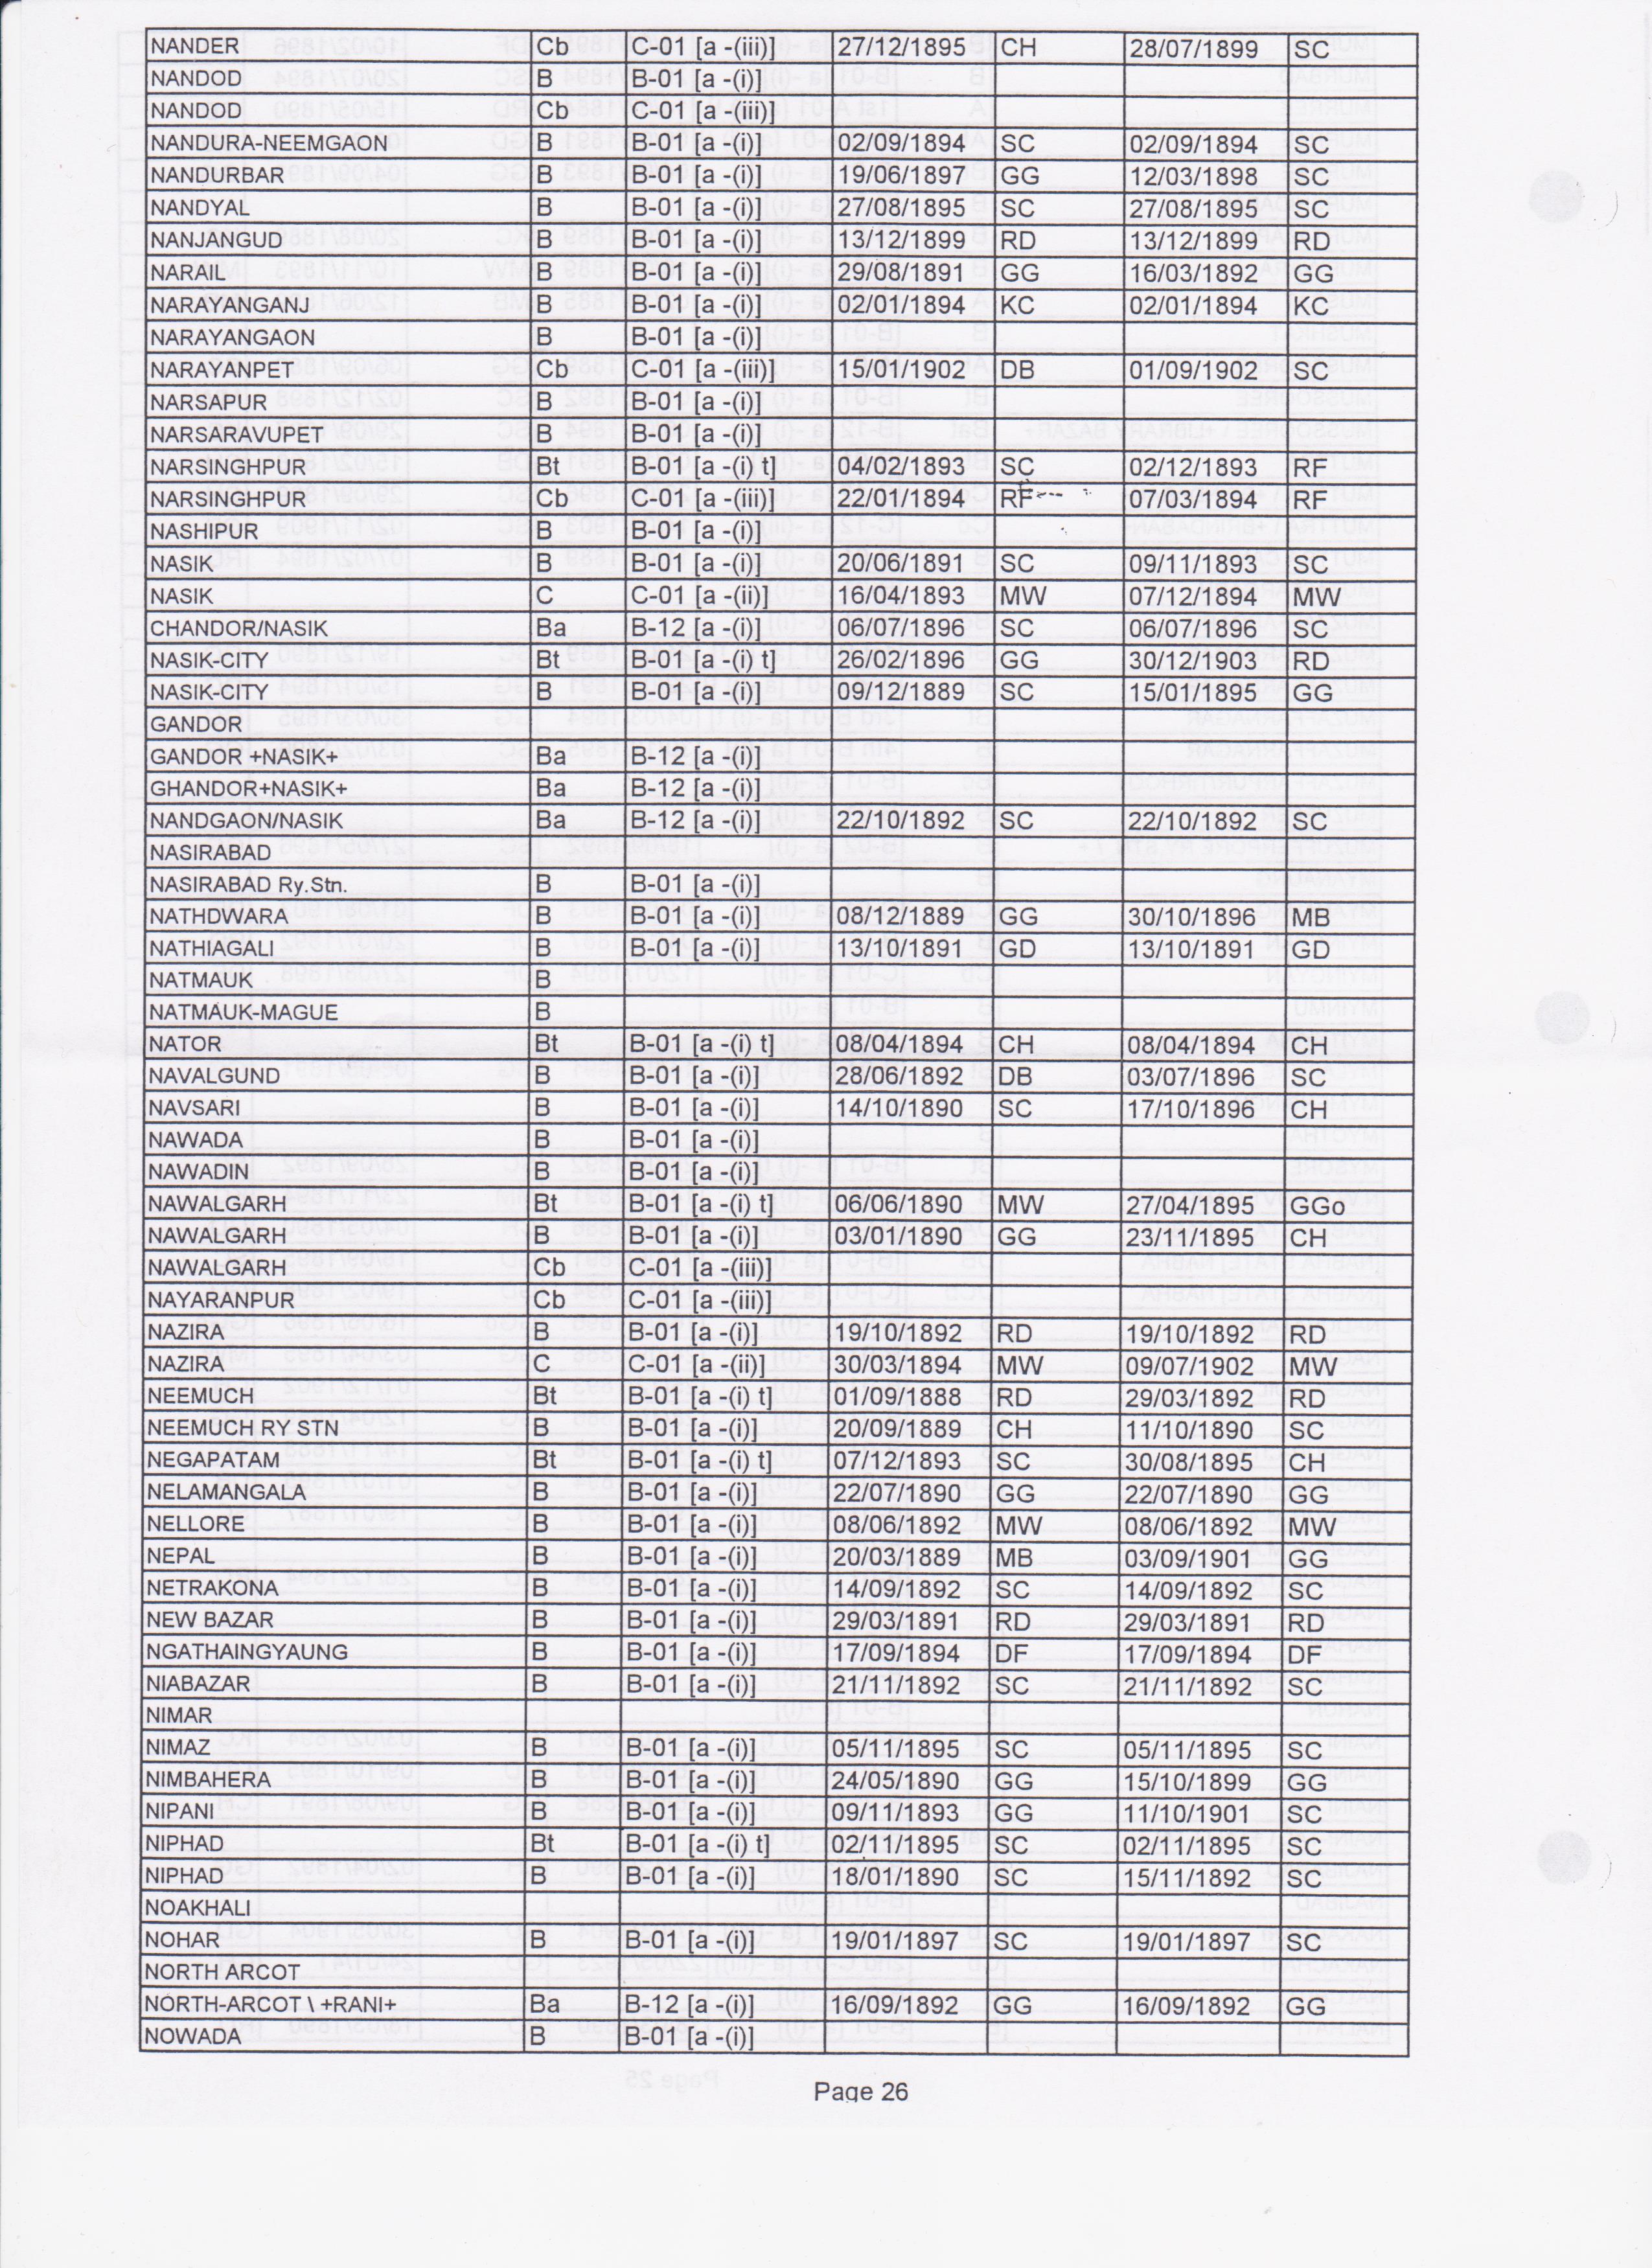 NANDER Cb C-01 [a -(iii)] 27/12/1895 CH 28/07/1899 SC
NANDOD B B-01 [a -(i)]
NANDOD Cb C-01 [a -(iii)]
NANDURA-NEEMGAON B B-01 [a -(i)] 02/09/1894 SC 02/09/1894 SC
NANDURBAR B B-01 [a -(i)] 19/06/1897 GG 12/03/1898 SC
NANDYAL B B-01 [a -(i)] 27/08/1895 SC 27/08/1895 SC
NANJANGUD B B-01 [a -(i)] 13/12/1899 RD 13/12/1899 RD
NARAIL B B-01 [a -(i)] 29/08/1891 GG 16/03/1892 GG
NARAYANGANJ B B-01 [a -(i)] 02/01/1894 KC 02/01/1894 KC
NARAYANGAON B B-01 [a -(i)]
NARAYANPET Cb C-01 [a -(iii)] 15/01/1902 DB 01/09/1902 SC
NARSAPUR B B-01 [a -(i)]
NARSARAVUPET B B-01 [a -(i)]
NARSINGHPUR Bt B-01 [a -(i) t] 04/02/1893 SC 02/12/1893 RF
NARSINGHPUR Cb C-01 [a -(iii)] 22/01/1894 RF 07/03/1894 RF
NASHIPUR B B-01 [a -(i)]
NASIK B B-01 [a -(i)] 20/06/1891 SC 09/11/1893 SC
NASIK C C-01 [a -(ii)] 16/04/1893 MW 07/12/1894 MW
CHANDOR/NASIK Ba B-12 [a -(i)] 06/07/1896 SC 06/07/1896 SC
NASIK-CITY Bt B-01 [a -(i) t] 26/02/1896 GG 30/12/1903 RD
NASIK-CITY B B-01 [a -(i)] 09/12/1889 SC 15/01/1895 GG
GANDOR
GANDOR +NASIK+ Ba B-12 [a -(i)]
GHANDOR+NASIK+ Ba B-12 [a -(i)]
NANDGAON/NASIK Ba B-12 [a -(i)] 22/10/1892 SC 22/10/1892 SC
NASIRABAD
NASIRABAD Ry.Stn. B B-01 [a -(i)]
NATHDWARA B B-01 [a -(i)] 08/12/1889 GG 30/10/1896 MB
NATHIAGALI B B-01 [a -(i)] 13/10/1891 GD 13/10/1891 GD
NATMAUK B
NATMAUK-MAGUE B
NATOR Bt B-01 [a -(i) t] 08/04/1894 CH 08/04/1894 CH
NAVALGUND B B-01 [a -(i)] 28/06/1892 DB 03/07/1896 SC
NAVSARI B B-01 [a -(i)] 14/10/1890 SC 17/10/1896 CH
NAWADA B B-01 [a -(i)]
NAWADIN B B-01 [a -(i)]
NAWALGARH Bt B-01 [a -(i) t] 06/06/1890 MW 27/04/1895 GGo
NAWALGARH B B-01 [a -(i)] 03/01/1890 GG 23/11/1895 CH
NAWALGARH Cb C-01 [a -(iii)]
NAYARANPUR Cb C-01 [a -(iii)]
NAZIRA B B-01 [a -(i)] 19/10/1892 RD 19/10/1892 RD
NAZIRA C C-01 [a -(ii)] 30/03/1894 MW 09/07/1902 MW
NEEMUCH Bt B-01 [a -(i) t] 01/09/1888 RD 29/03/1892 RD
NEEMUCH RY STN B B-01 [a -(i)] 20/09/1889 CH 11/10/1890 SC
NEGAPATAM Bt B-01 [a -(i) t] 07/12/1893 SC 30/08/1895 CH
NELAMANGALA B B-01 [a -(i)] 22/07/1890 GG 22/07/1890 GG
NELLORE B B-01 [a -(i)] 08/06/1892 MW 08/06/1892 MW
NEPAL B B-01 [a -(i)] 20/03/1889 MB 03/09/1901 GG
NETRAKONA B B-01 [a -(i)] 14/09/1892 SC 14/09/1892 SC
NEW BAZAR B B-01 [a -(i)] 29/03/1891 RD 29/03/1891 RD
NGATHAINGYAUNG B B-01 [a -(i)] 17/09/1894 DF 17/09/1894 DF
NIABAZAR B B-01 [a -(i)] 21/11/1892 SC 21/11/1892 SC
NIMAR
NIMAZ B B-01 [a -(i)] 05/11/1895 SC 05/11/1895 SC
NIMBAHERA B B-01 [a -(i)] 24/05/1890 GG 15/10/1899 GG
NIPANI B B-01 [a -(i)] 09/11/1893 GG 11/10/1901 SC
NIPHAD Bt B-01 [a -(i) t] 02/11/1895 SC 02/11/1895 SC
NIPHAD B B-01 [a -(i)] 18/01/1890 SC 15/11/1892 SC
NOAKHALI
NOHAR B B-01 [a -(i)] 19/01/1897 SC 19/01/1897 SC
NORTH ARCOT
NORTH-ARCOT \ +RANI+ Ba B-12 [a -(i)] 16/09/1892 GG 16/09/1892 GG
NOWADA B B-01 [a -(i)]
Page 26